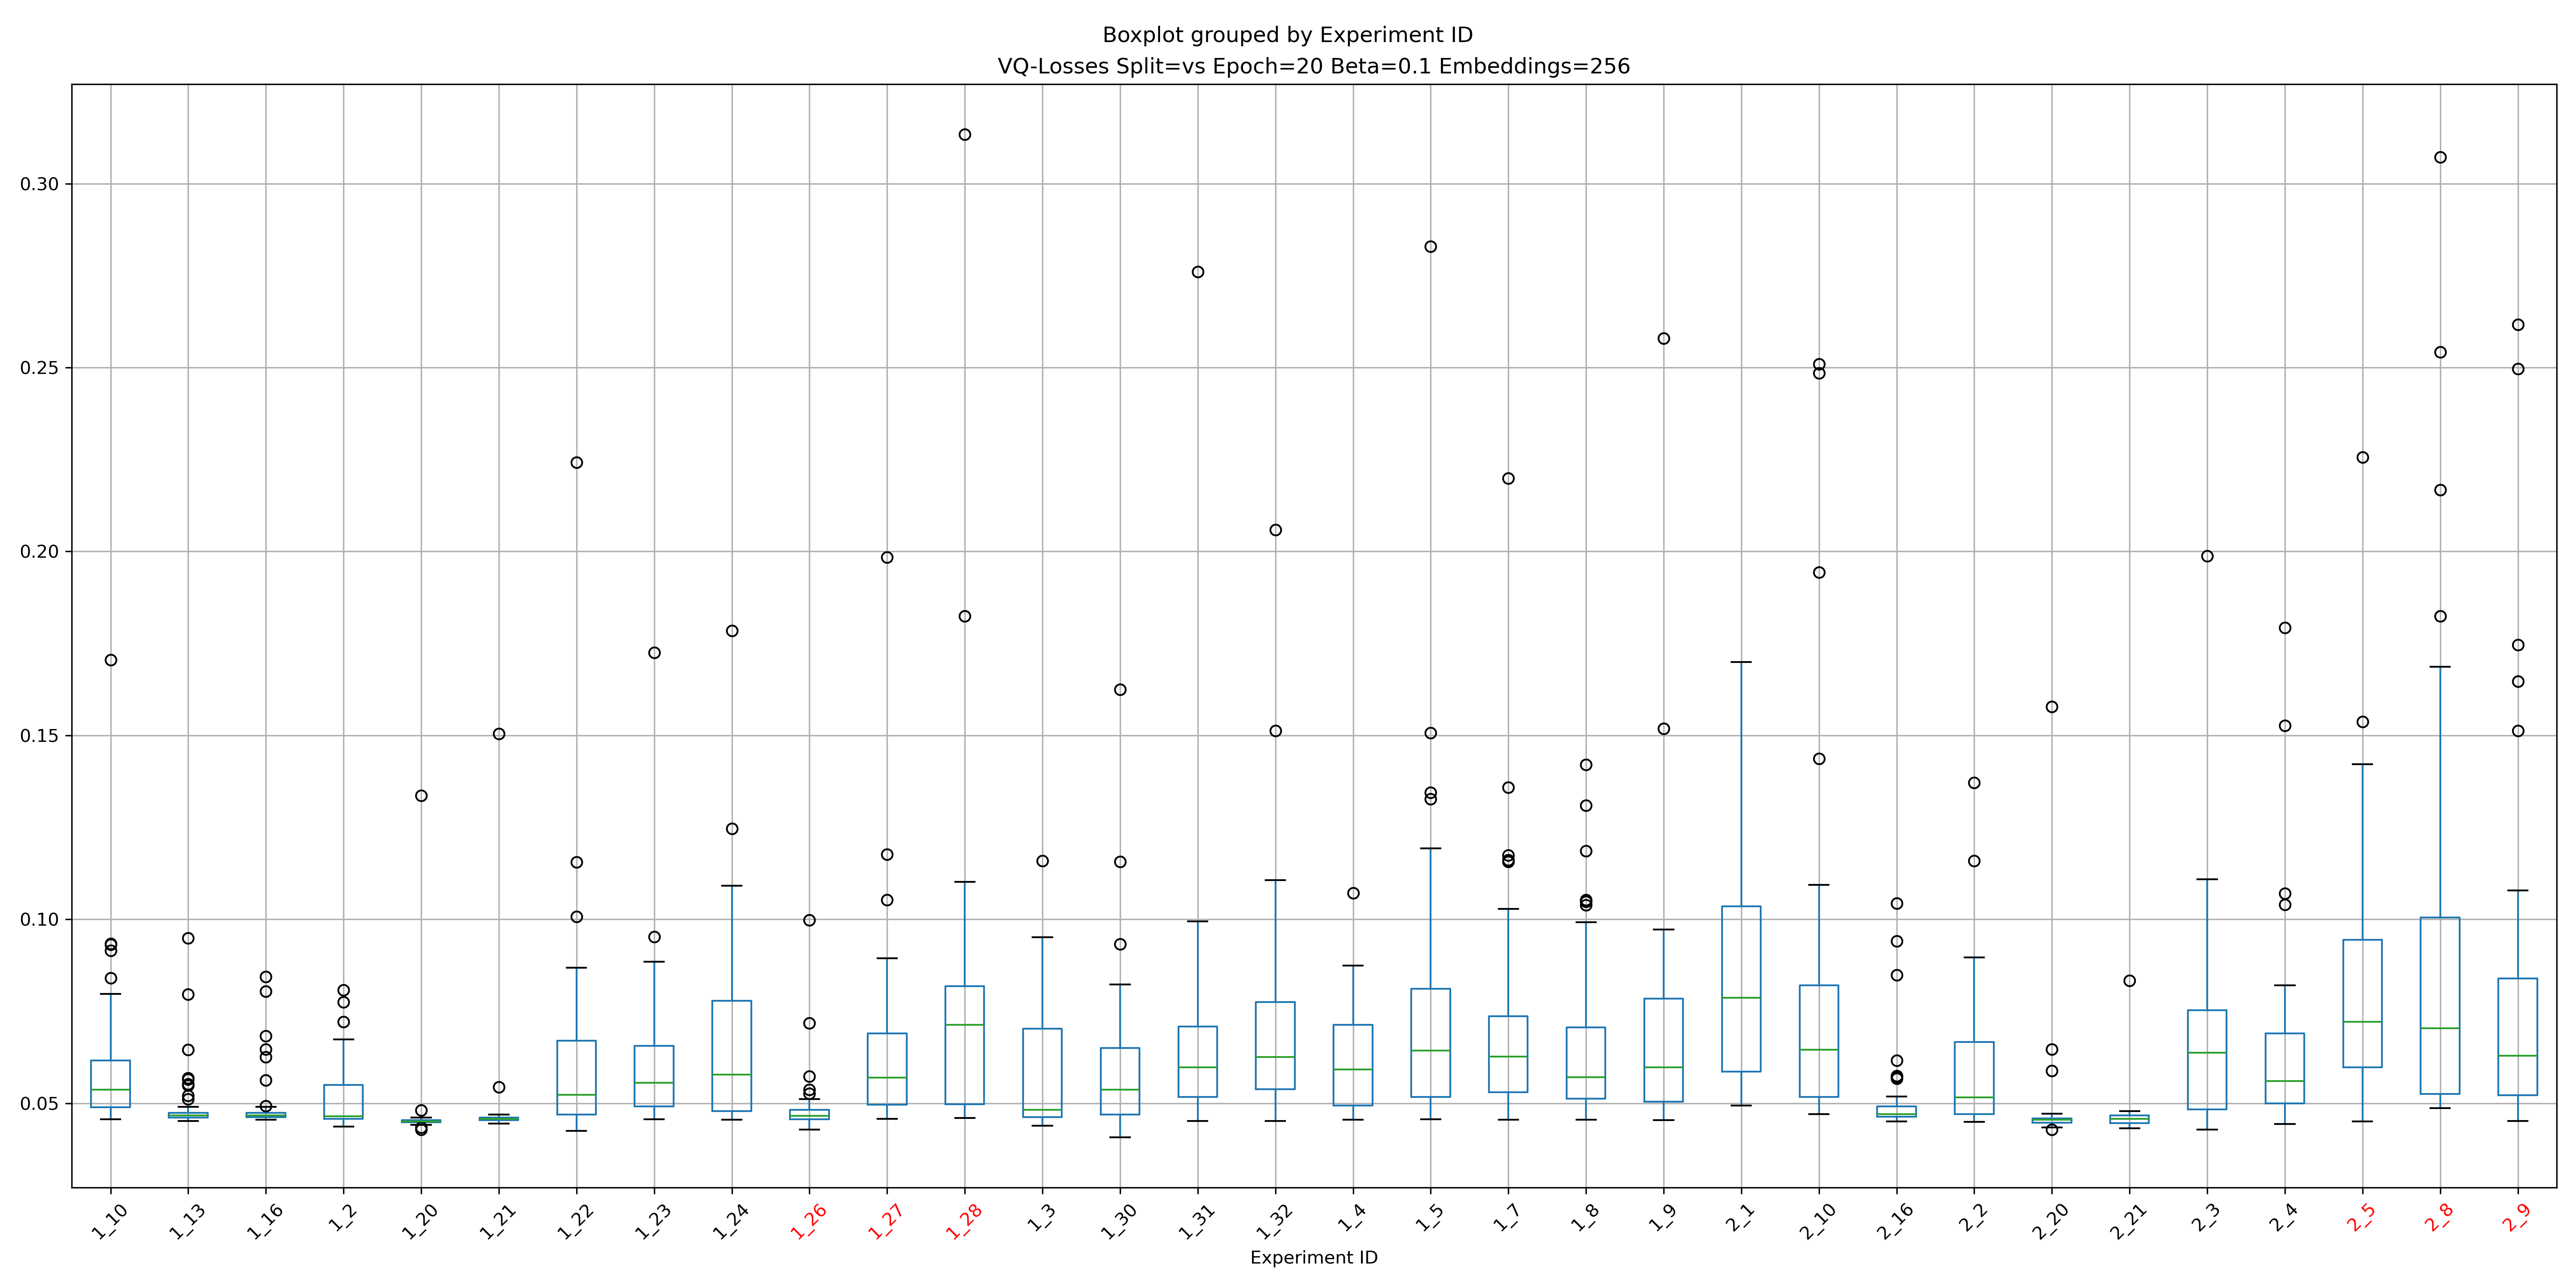 Boxplot grouped by Experiment ID
VQ-Losses Split=vs Epoch=20 Beta=0.1 Embeddings=256
0.30
0.25
0.20
0.15
0.10
0.05
1_10 1_13 1_16 1_2 1_20 1_21 1_22 1_23 1_24 1_26 1_27 1_28 1_3 1_30 1_31 1_32 1_4 1_5 1_7 1_8 1_9 2_1 2_10 2_16 2_2 2_20 2_21 2_3 2_4 2_5 2_8 2_9
Experiment ID